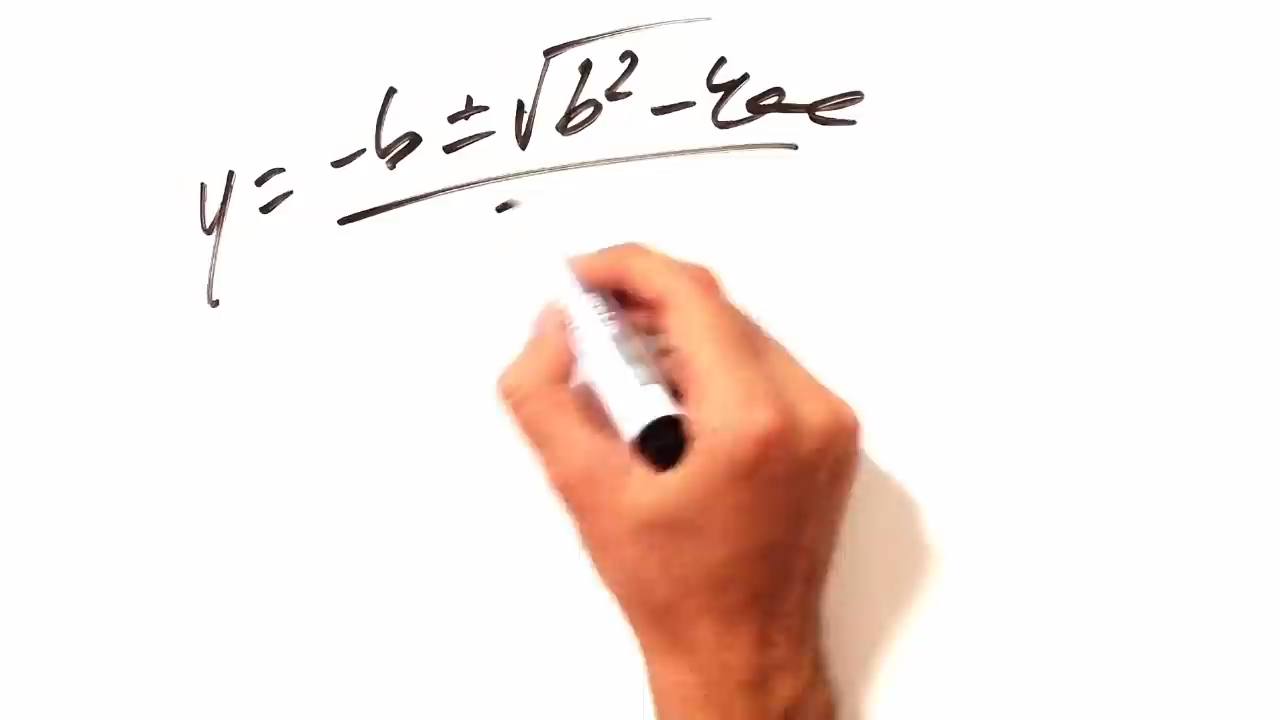 y = -b ± √b² - 4ac